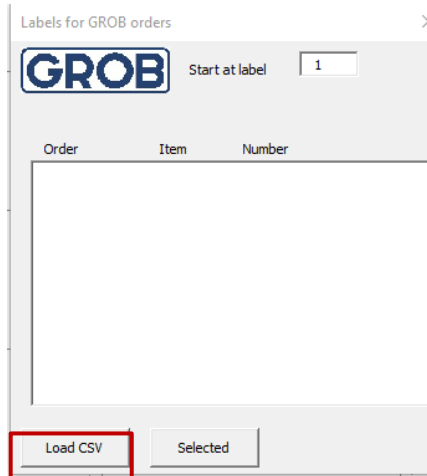 Labels for GROB orders
GROB Start at label 1
Order Item Number
Load CSV Selected